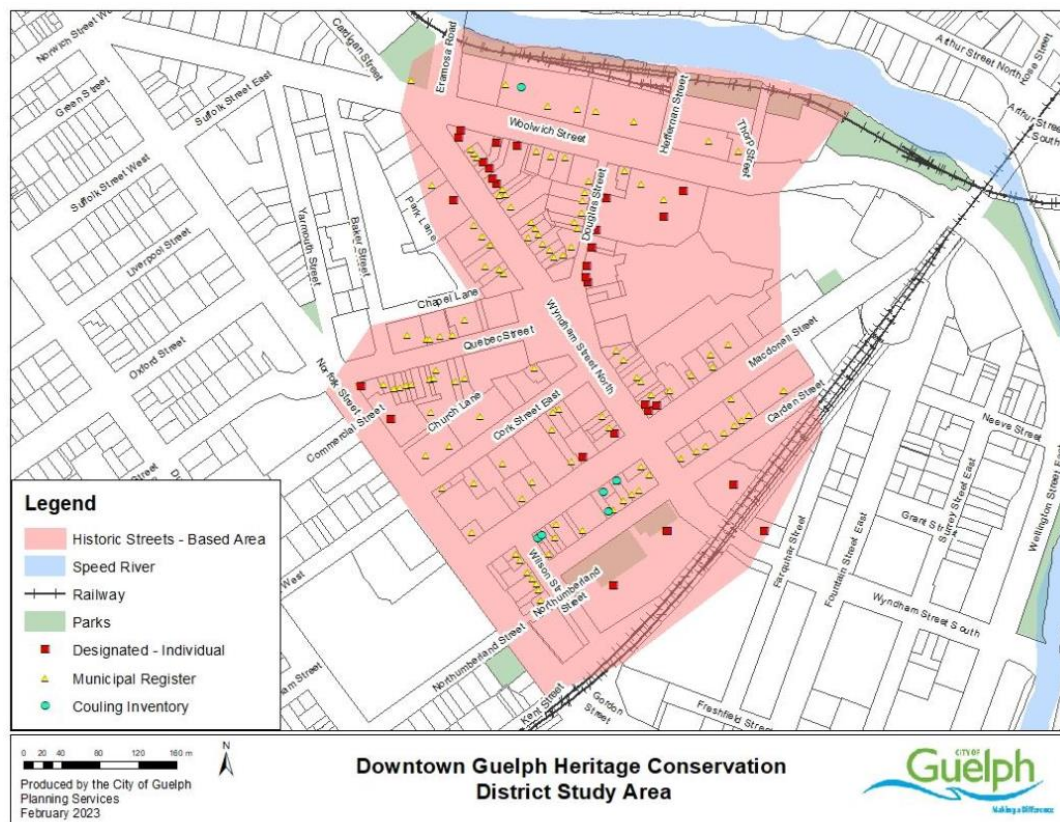 Norwich Street W
Cardigan Street
Eramosa Road
Arthur Street North
Rose Street
Green Street
Suffolk Street East
Arthur Street
South
Woolwich Street
Heffernan Street
Thorp Street
Suffolk Street West
Yarmouth Street
Baker Street
Park Lane
Douglas Street
Liverpool Street
Chapel Lane
Quebec Street
Wyndham Street North
Macdonell Street
Oxford Street
Norfolk Street
Commercial Street
Church Lane
Cork Street East
Carden Street
Neeve Street
Surrey Street East
Wellington Street East
Grant Street
Farquhar Street
Fountain Street East
Wyndham Street South
Wilson St
Northumberland
Street
Northumberland Street
Kent Street
Gordon
Street
Freshfield Street
Street
West
ham Street
Legend
Historic Streets - Based Area
Speed River
Railway
Parks
Designated - Individual
Municipal Register
Couling Inventory
0 20 40 80 120 160 m
N
Produced by the City of Guelph
Planning Services
February 2023
Downtown Guelph Heritage Conservation
District Study Area
CITY OF
Guelph
Making a Difference